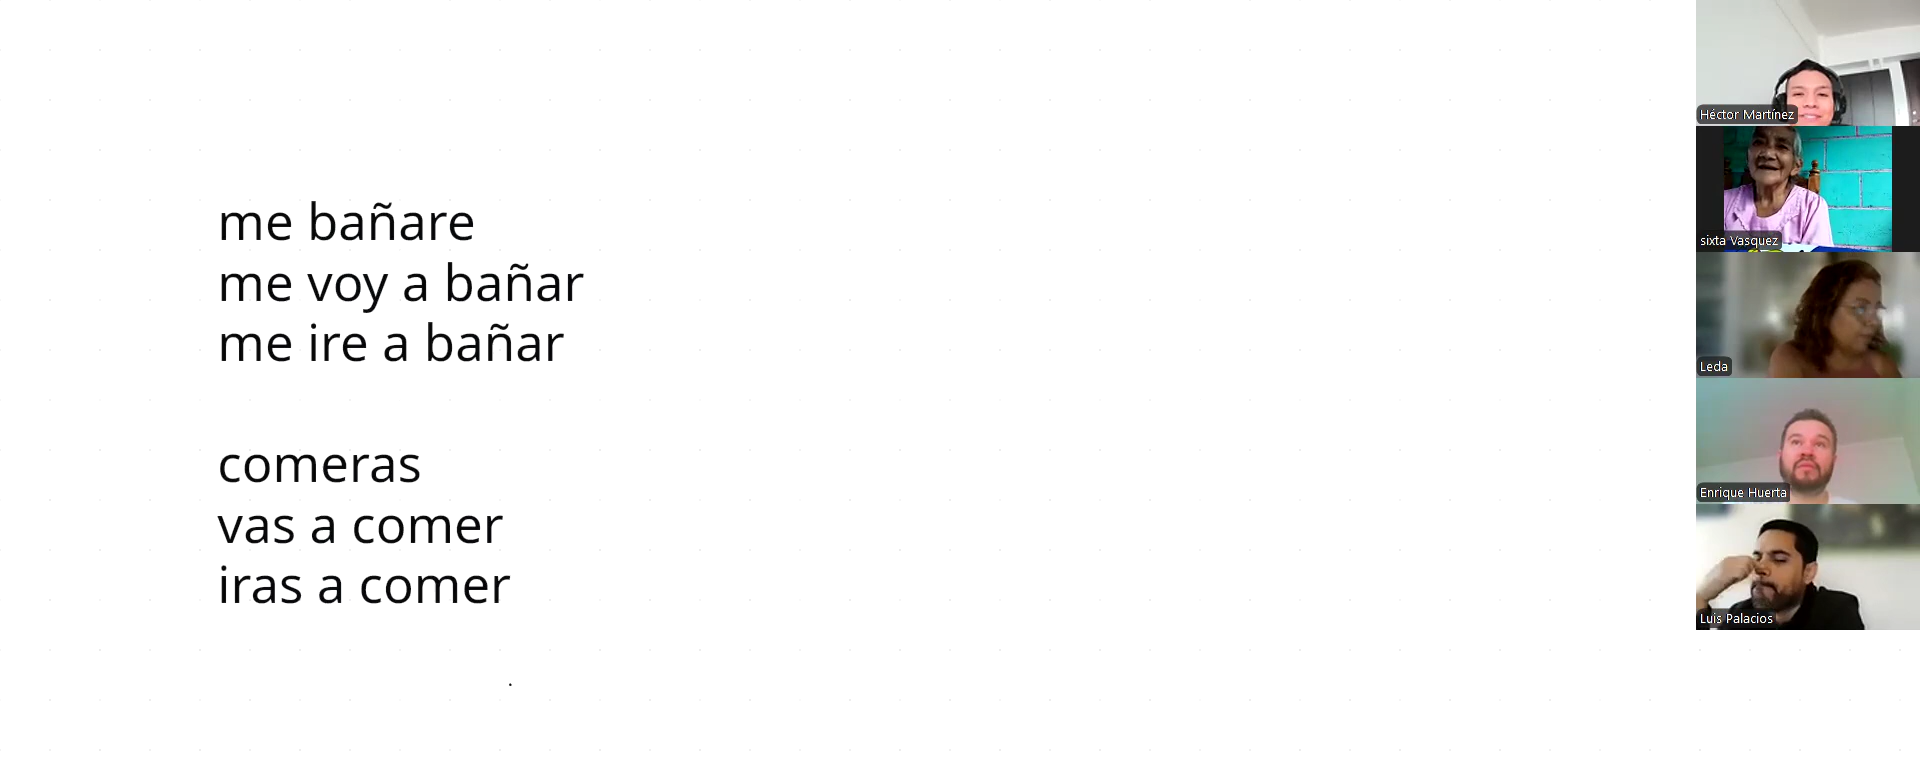 me bañare
me voy a bañar
me ire a bañar
comeras
vas a comer
iras a comer
Héctor Martínez
sixta Vasquez
Leda
Enrique Huerta
Luis Palacios